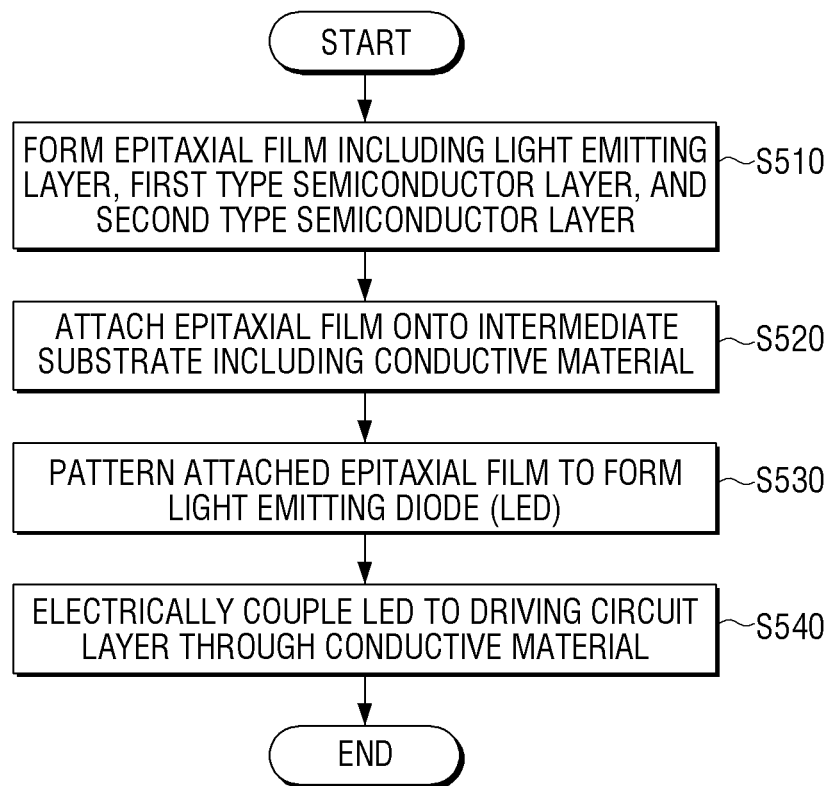 START
FORM EPITAXIAL FILM INCLUDING LIGHT EMITTING
LAYER, FIRST TYPE SEMICONDUCTOR LAYER, AND
SECOND TYPE SEMICONDUCTOR LAYER
S510
ATTACH EPITAXIAL FILM ONTO INTERMEDIATE
SUBSTRATE INCLUDING CONDUCTIVE MATERIAL
S520
PATTERN ATTACHED EPITAXIAL FILM TO FORM
LIGHT EMITTING DIODE (LED)
S530
ELECTRICALLY COUPLE LED TO DRIVING CIRCUIT
LAYER THROUGH CONDUCTIVE MATERIAL
S540
END